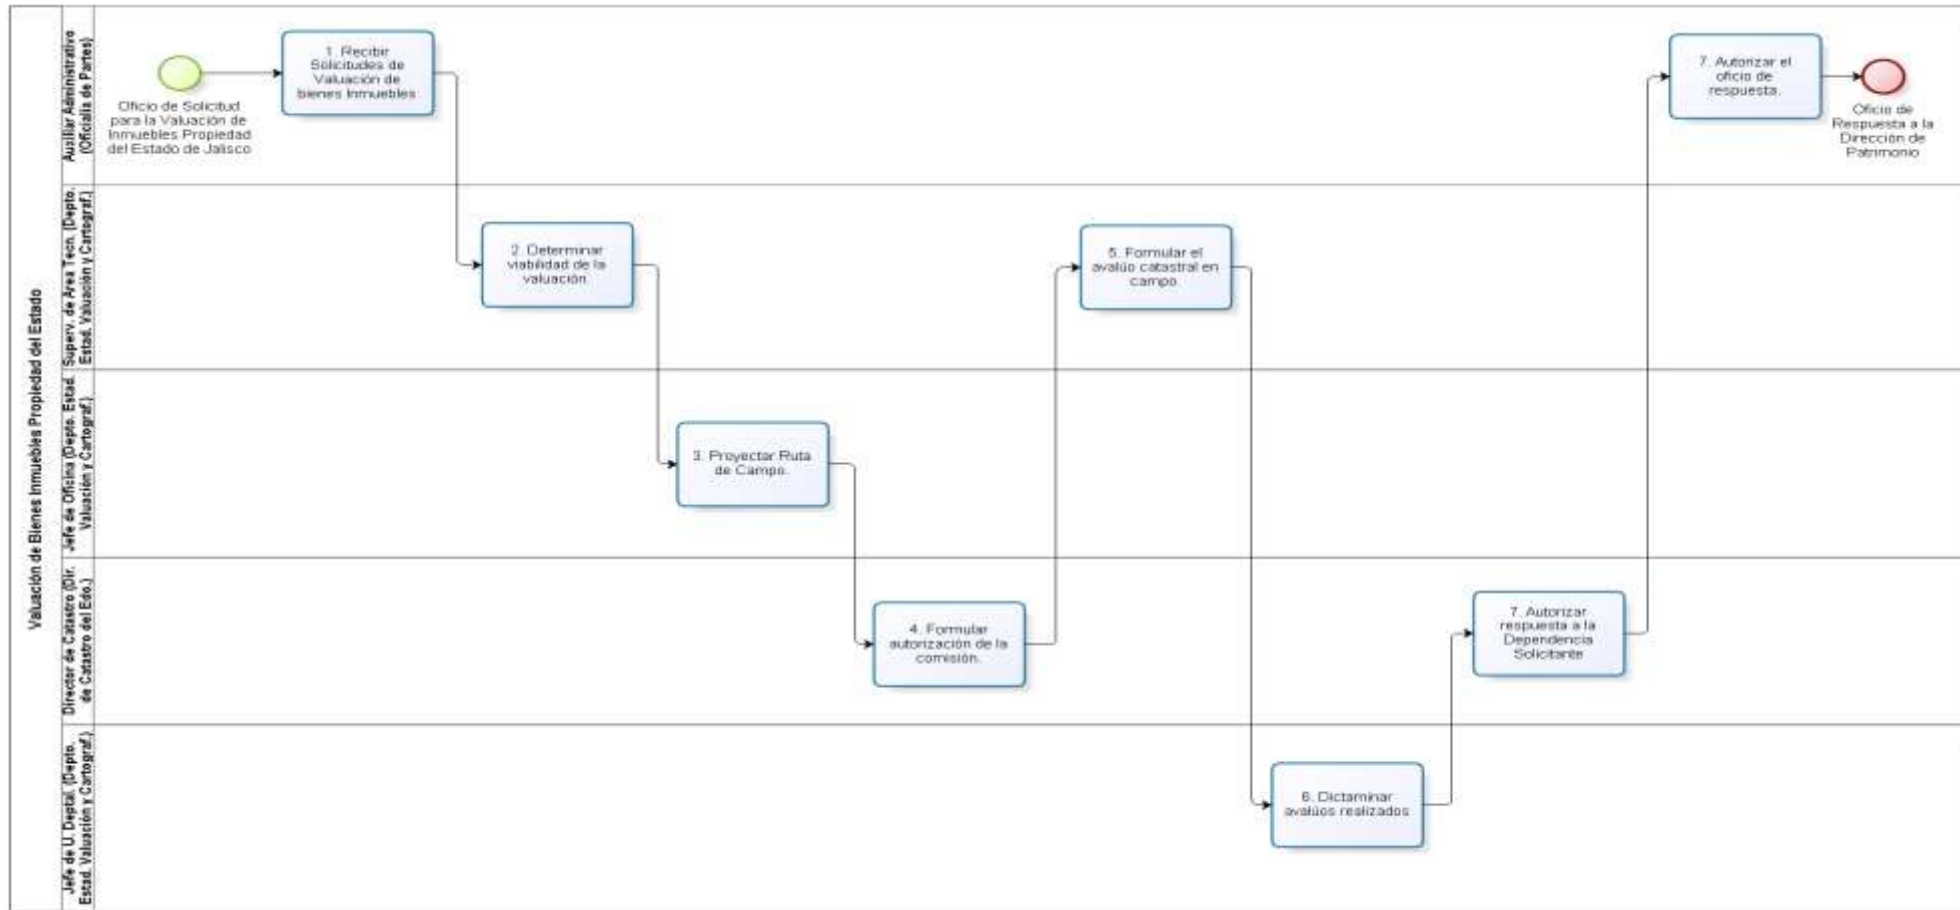 Valuación de Bienes Inmuebles Propiedad del Estado
Auxiliar Administrativo
(Oficialía de Partes)
Oficio de Solicitud
para la Valuación de
Inmuebles Propiedad
del Estado de Jalisco
1. Recibir
Solicitudes de
Valuación de
bienes Inmuebles
7. Autorizar el
oficio de
respuesta.
Oficio de
Respuesta a la
Dirección de
Patrimonio
Superv. de Área Tecn. (Depto.
Estad. Valuación y Cartograf.)
2. Determinar
viabilidad de la
valuación.
5. Formular el
avalúo catastral en
campo.
Jefe de Oficina (Depto. Estad.
Valuación y Cartograf.)
3. Proyectar Ruta
de Campo.
Director de Catastro (Dir.
de Catastro del Edo.)
4. Formular
autorización de la
comisión.
7. Autorizar
respuesta a la
Dependencia
Solicitante
Jefe de U. Deptal. (Depto.
Estad. Valuación y Cartograf.)
6. Dictaminar
avalúos realizados